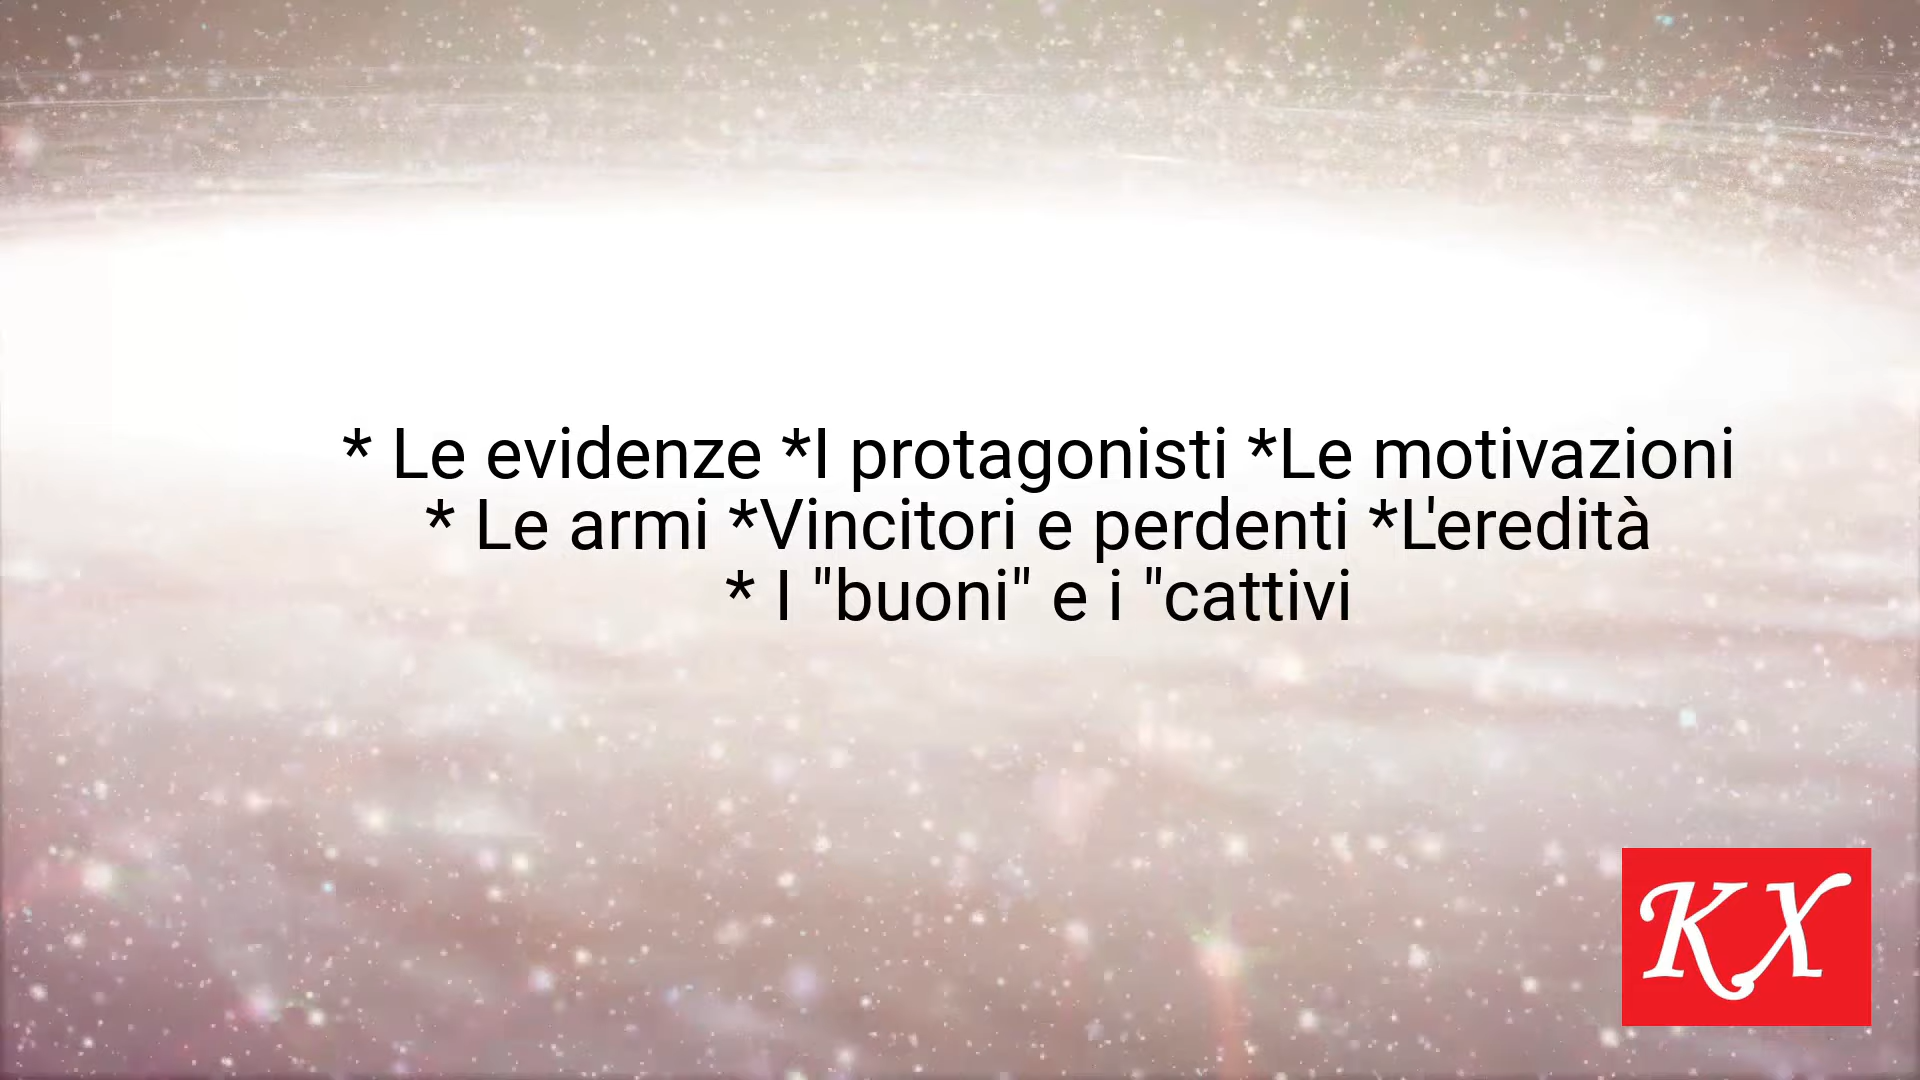 * Le evidenze *I protagonisti *Le motivazioni
* Le armi *Vincitori e perdenti *L'eredità
* I "buoni" e i "cattivi
KX